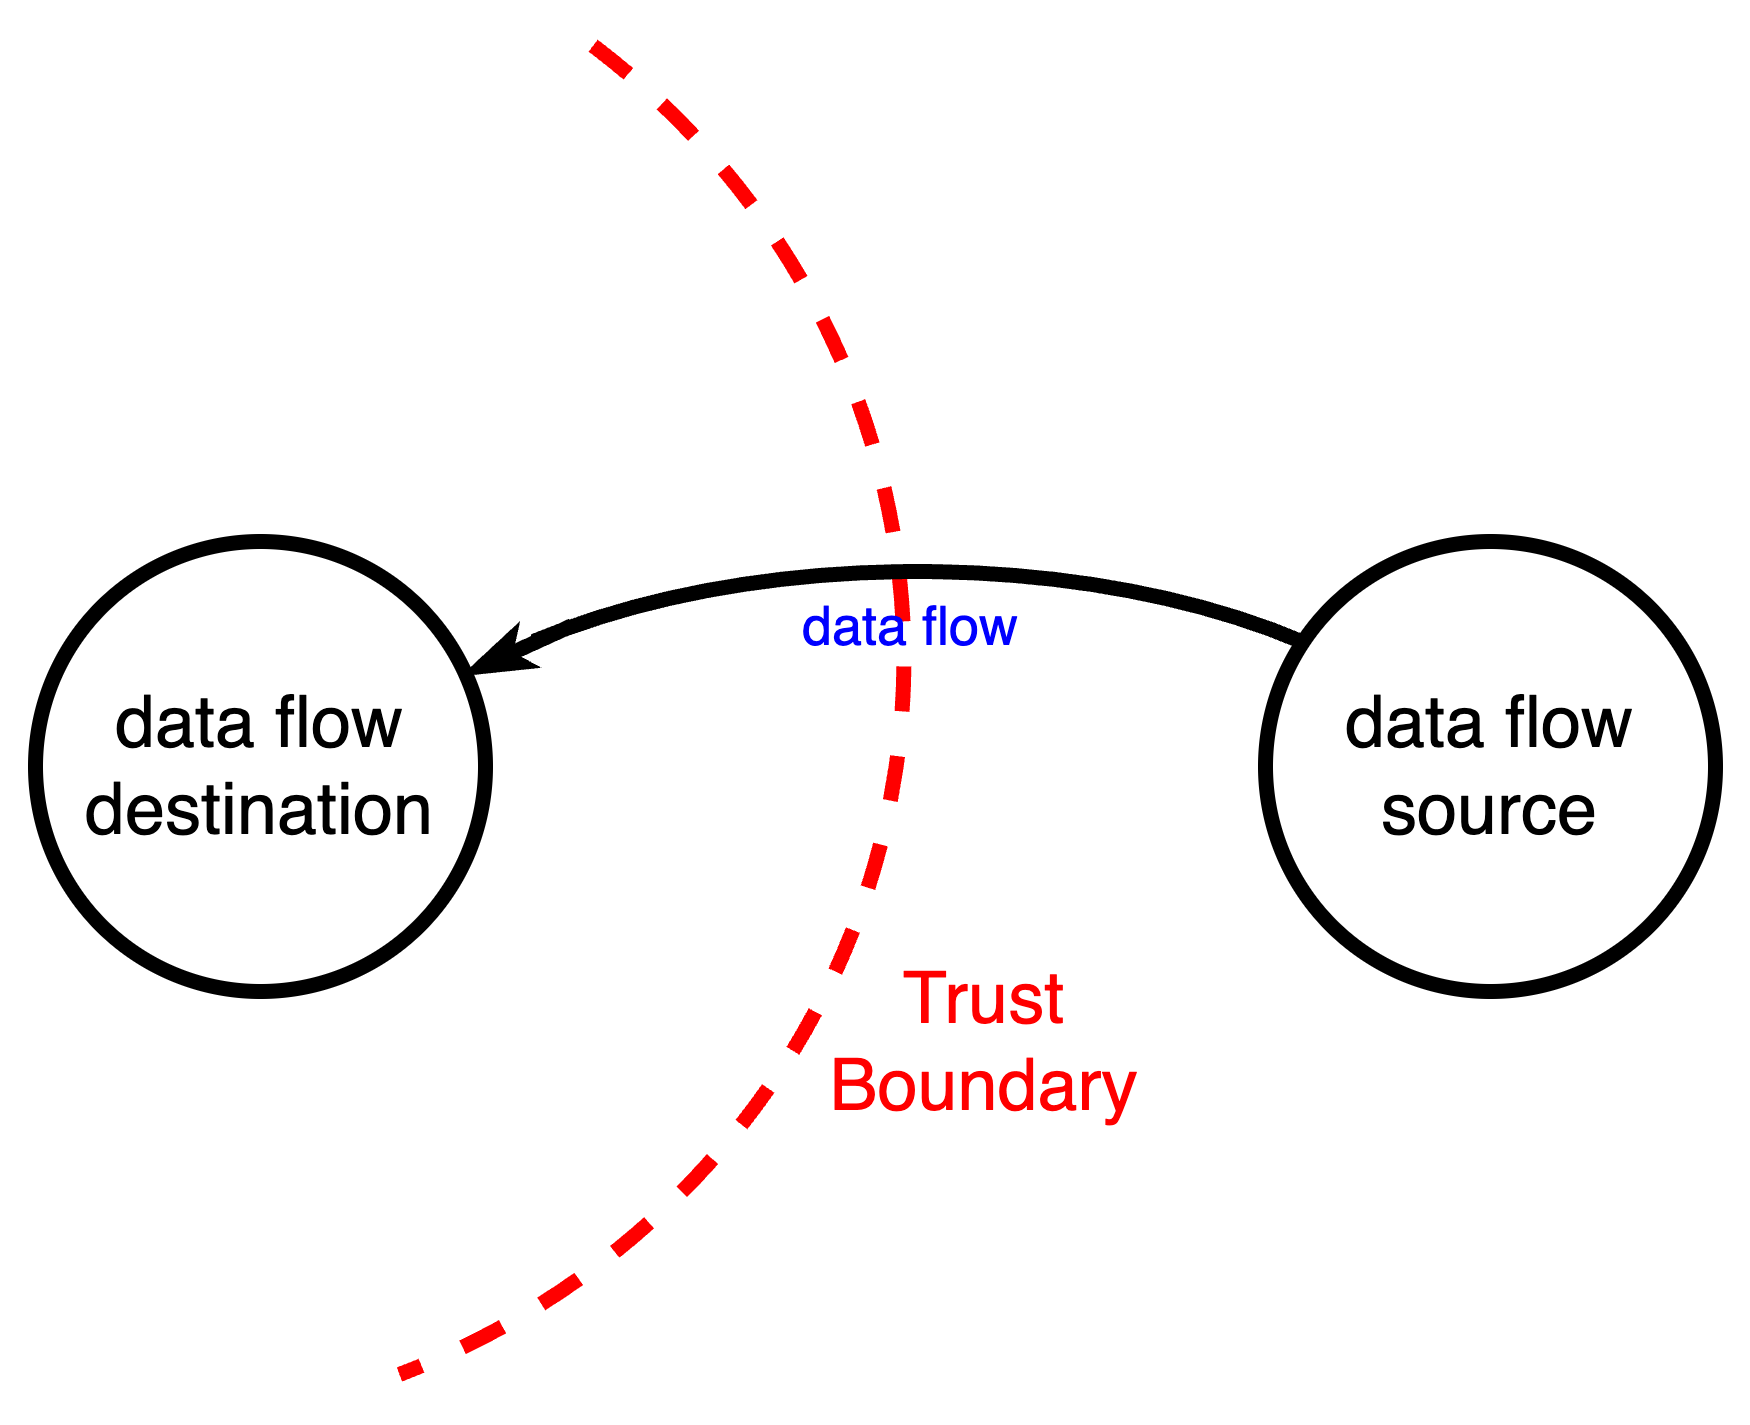 data flow
data flow
destination
data flow
source
Trust
Boundary